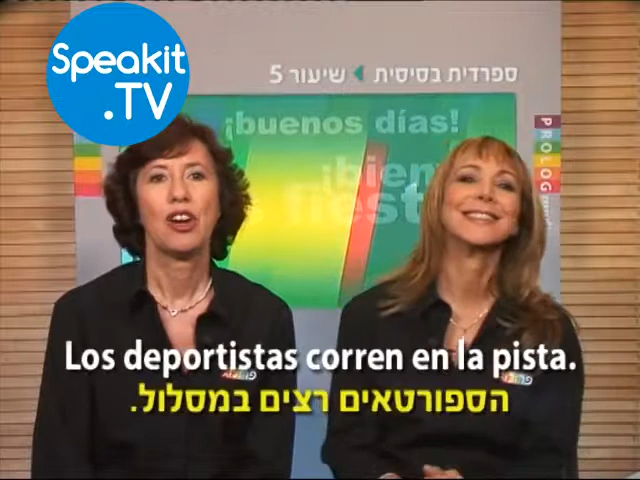 Speakit
.TV
ספרדית בסיסית שיעור 5
¡buenos días!
PROLOG
Los deportistas corren en la pista.
הספורטאים רצים במסלול.